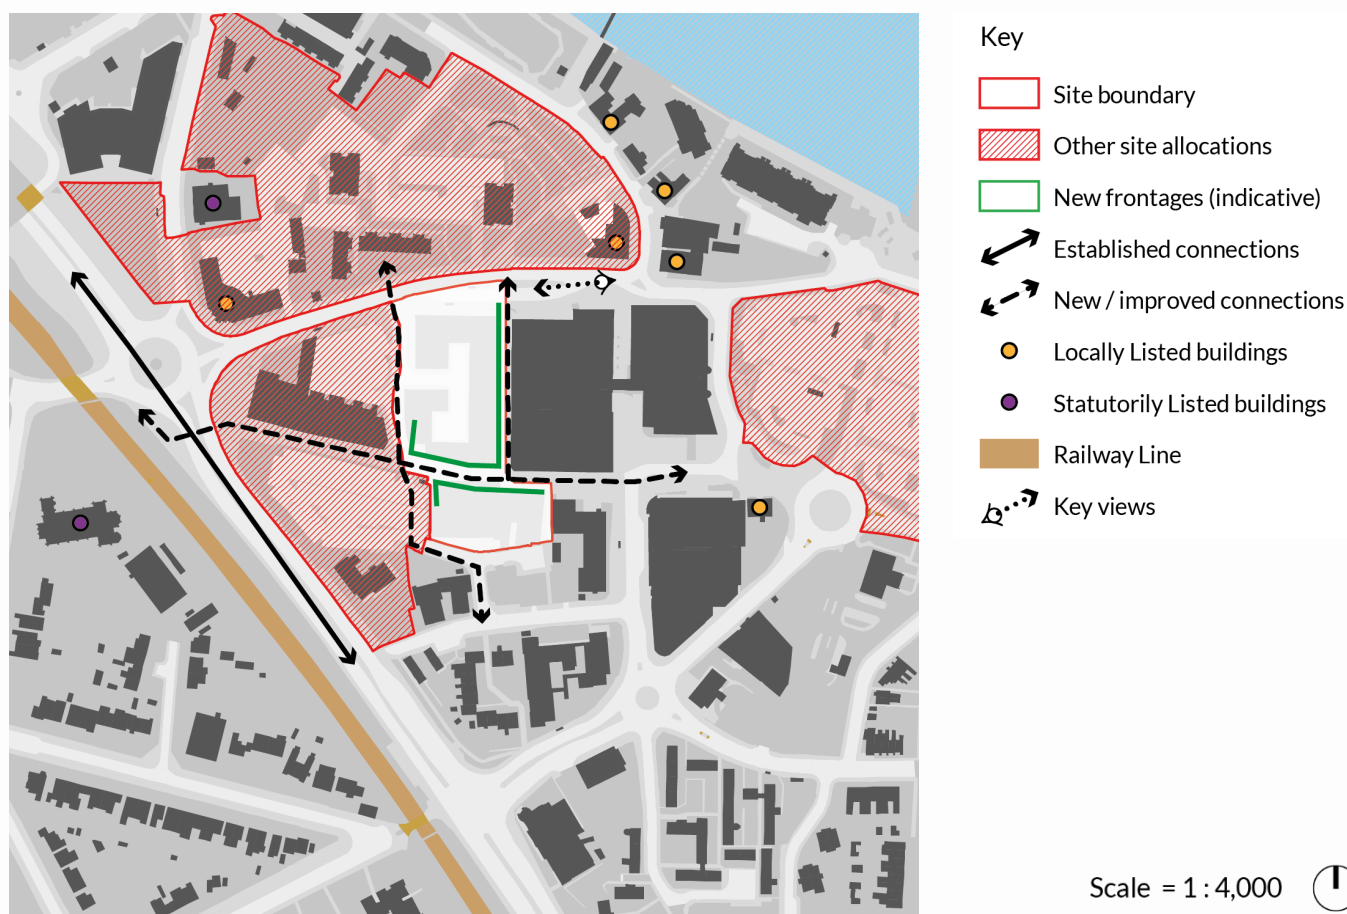 Key
Site boundary
Other site allocations
New frontages (indicative)
Established connections
New / improved connections
Locally Listed buildings
Statutorily Listed buildings
Railway Line
Key views
Scale = 1 : 4,000